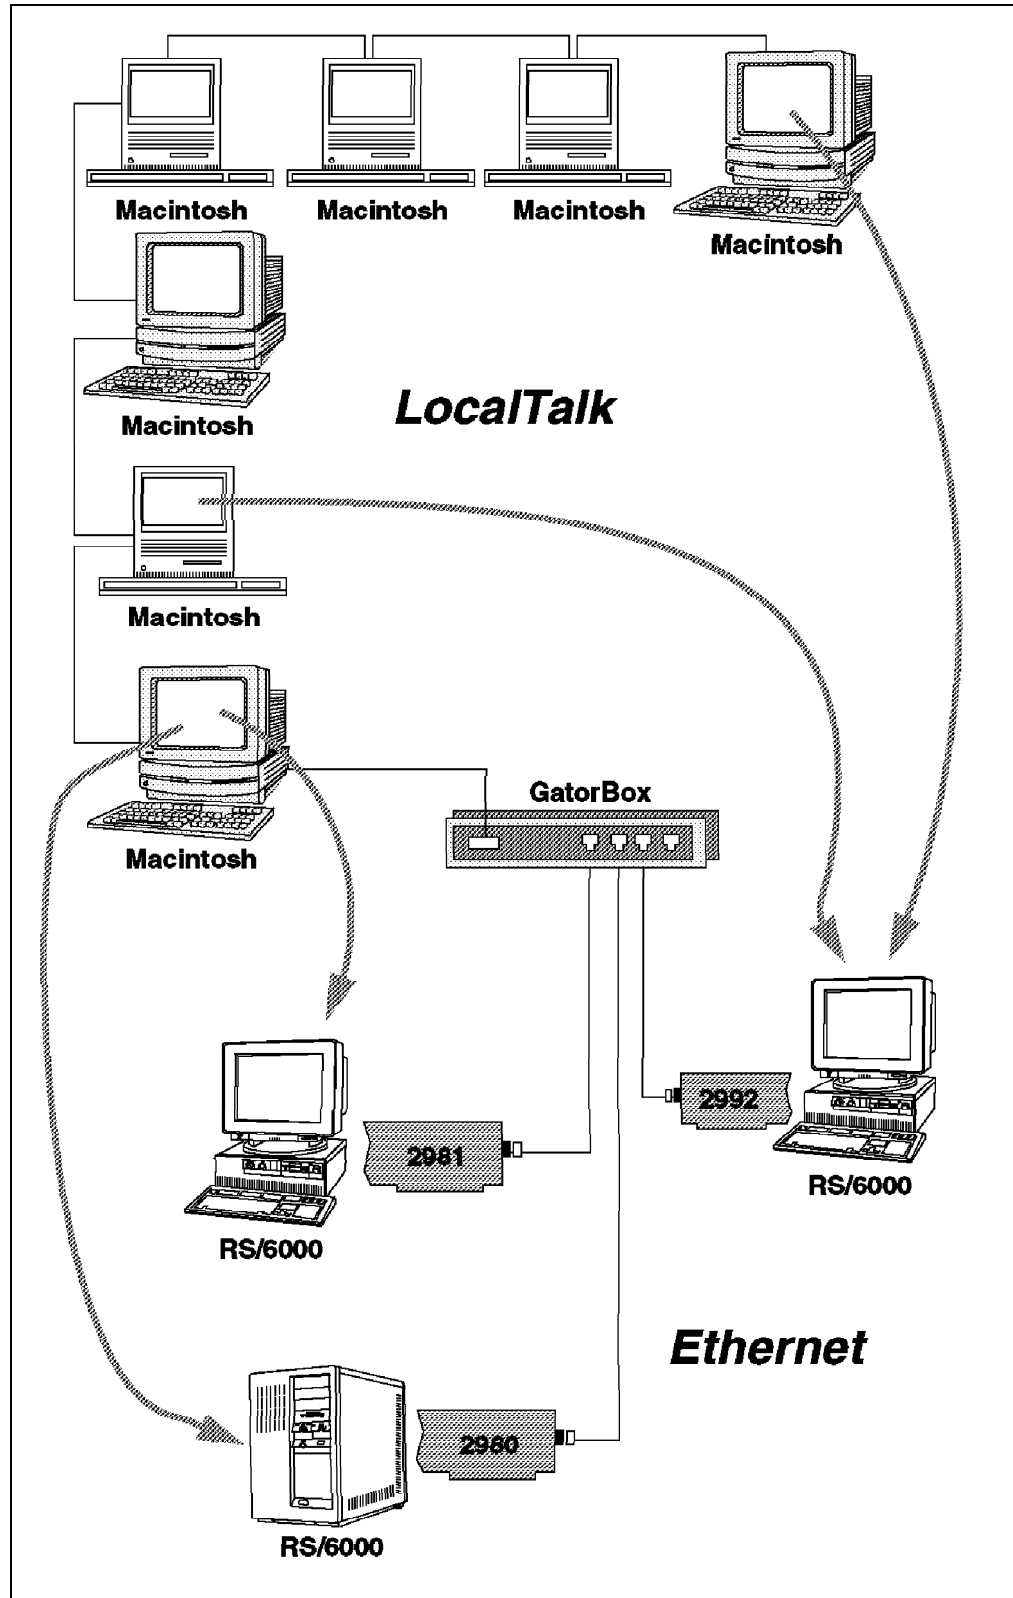 Macintosh
Macintosh
Macintosh
Macintosh
Macintosh
LocalTalk
Macintosh
Macintosh
GatorBox
2992
RS/6000
2981
RS/6000
Ethernet
2980
RS/6000